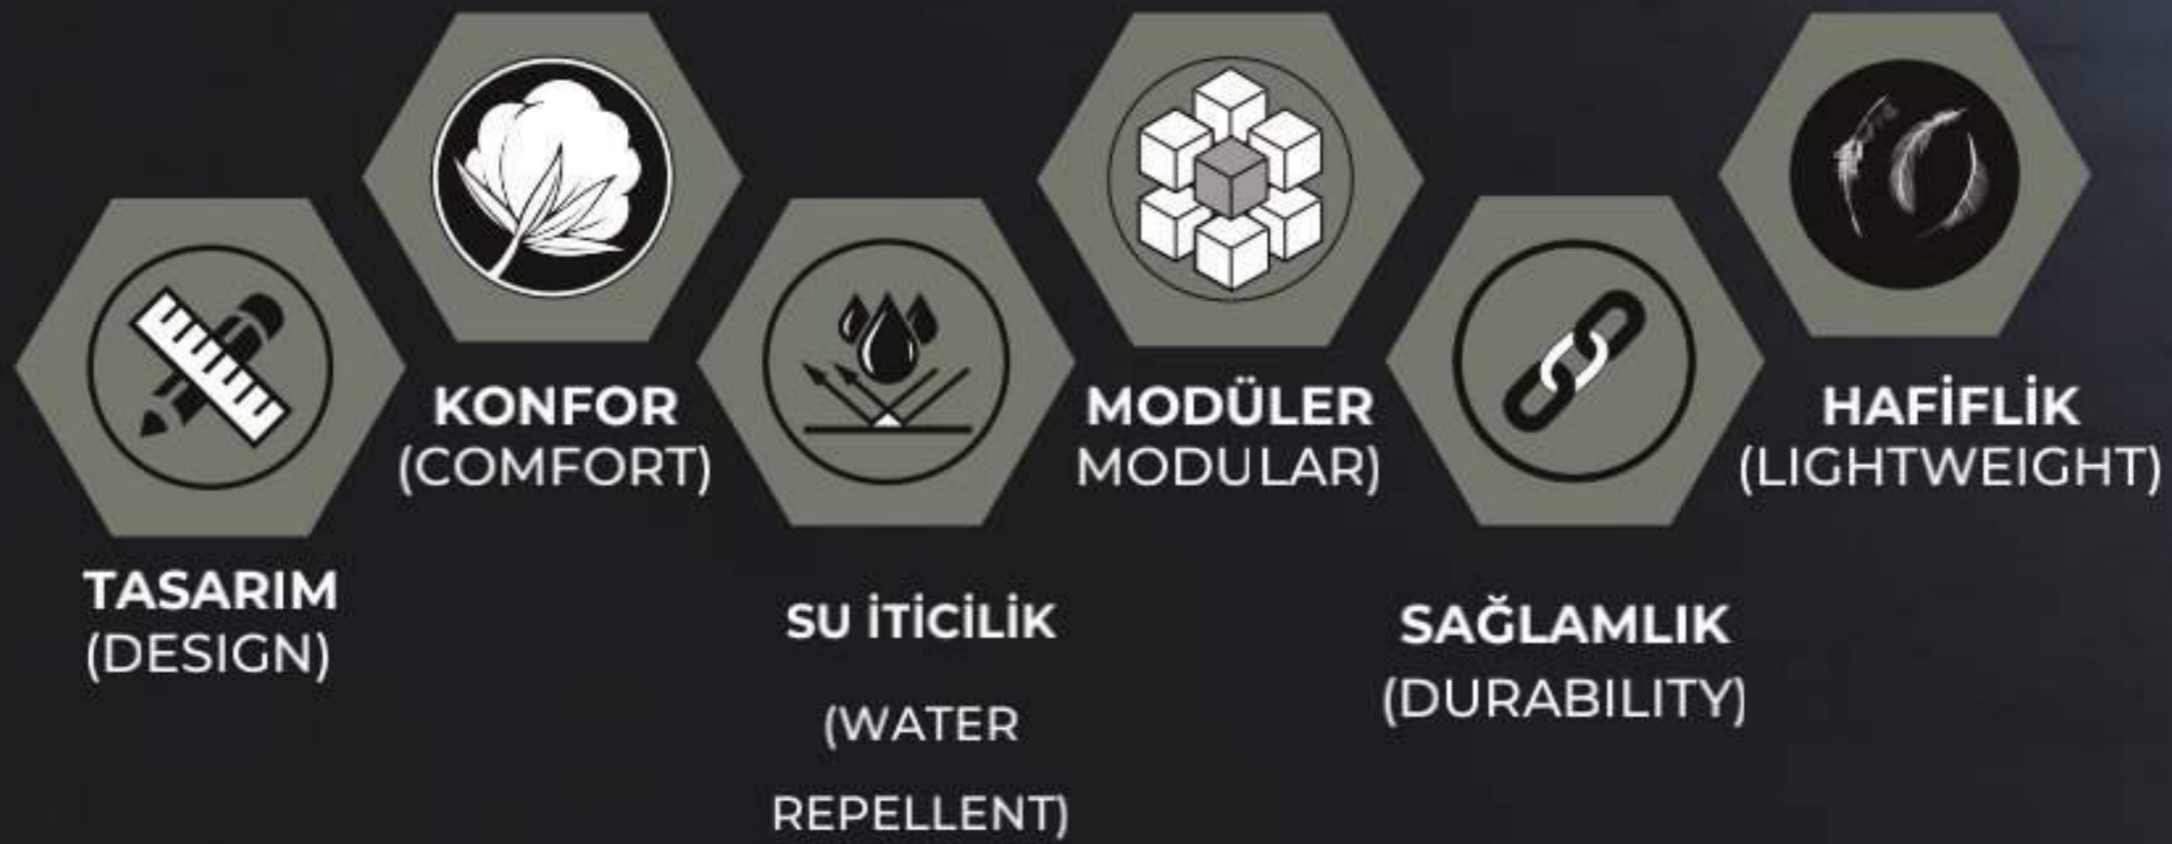 TASARIM
(DESIGN)
KONFOR
(COMFORT)
SU İTİCİLİK
(WATER
REPELLENT)
MODÜLER
MODULAR)
SAĞLAMLIK
(DURABILITY)
HAFİFLİK
(LIGHTWEIGHT)